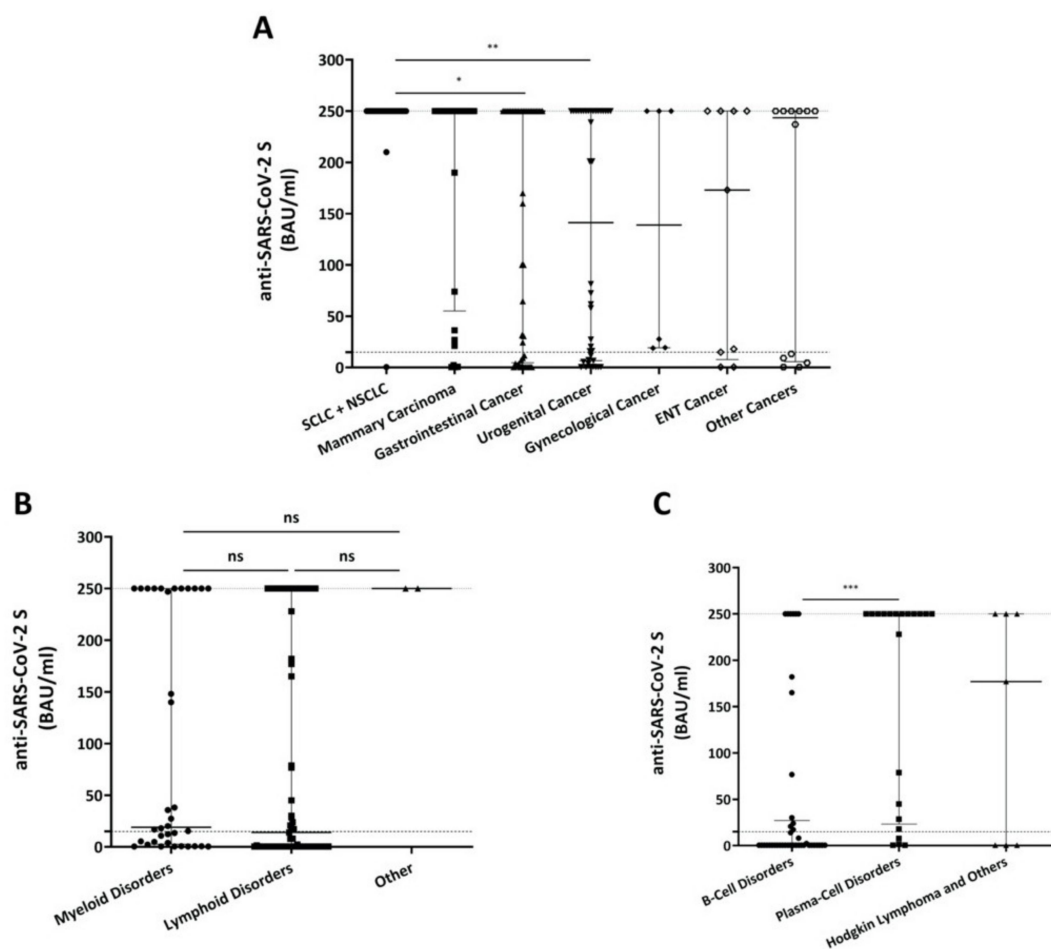 A
anti-SARS-CoV-2 S
(BAU/ml)
300
250
200
150
100
50
0
**
*
SCLC + NSCLC
Mammary Carcinoma
Gastrointestinal Cancer
Urogenital Cancer
Gynecological Cancer
ENT Cancer
Other Cancers
B
anti-SARS-CoV-2 S
(BAU/ml)
300
250
200
150
100
50
0
ns
ns
ns
Myeloid Disorders
Lymphoid Disorders
Other
C
anti-SARS-CoV-2 S
(BAU/ml)
300
250
200
150
100
50
0
***
B-Cell Disorders
Plasma-Cell Disorders
Hodgkin Lymphoma and Others